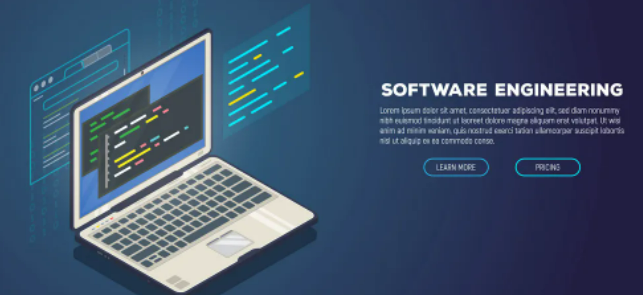 SOFTWARE ENGINEERING
Lorem ipsum dolor sit amet, consectetuer adipiscing elit, sed diam nonummy
nibh euismod tincidunt ut laoreet dolore magna aliquam erat volutpat. Ut wisi
enim ad minim veniam, quis nostrud exerci tation ullamcorper suscipit lobortis
nisl ut aliquip ex ea commodo conse.
LEARN MORE
PRICING